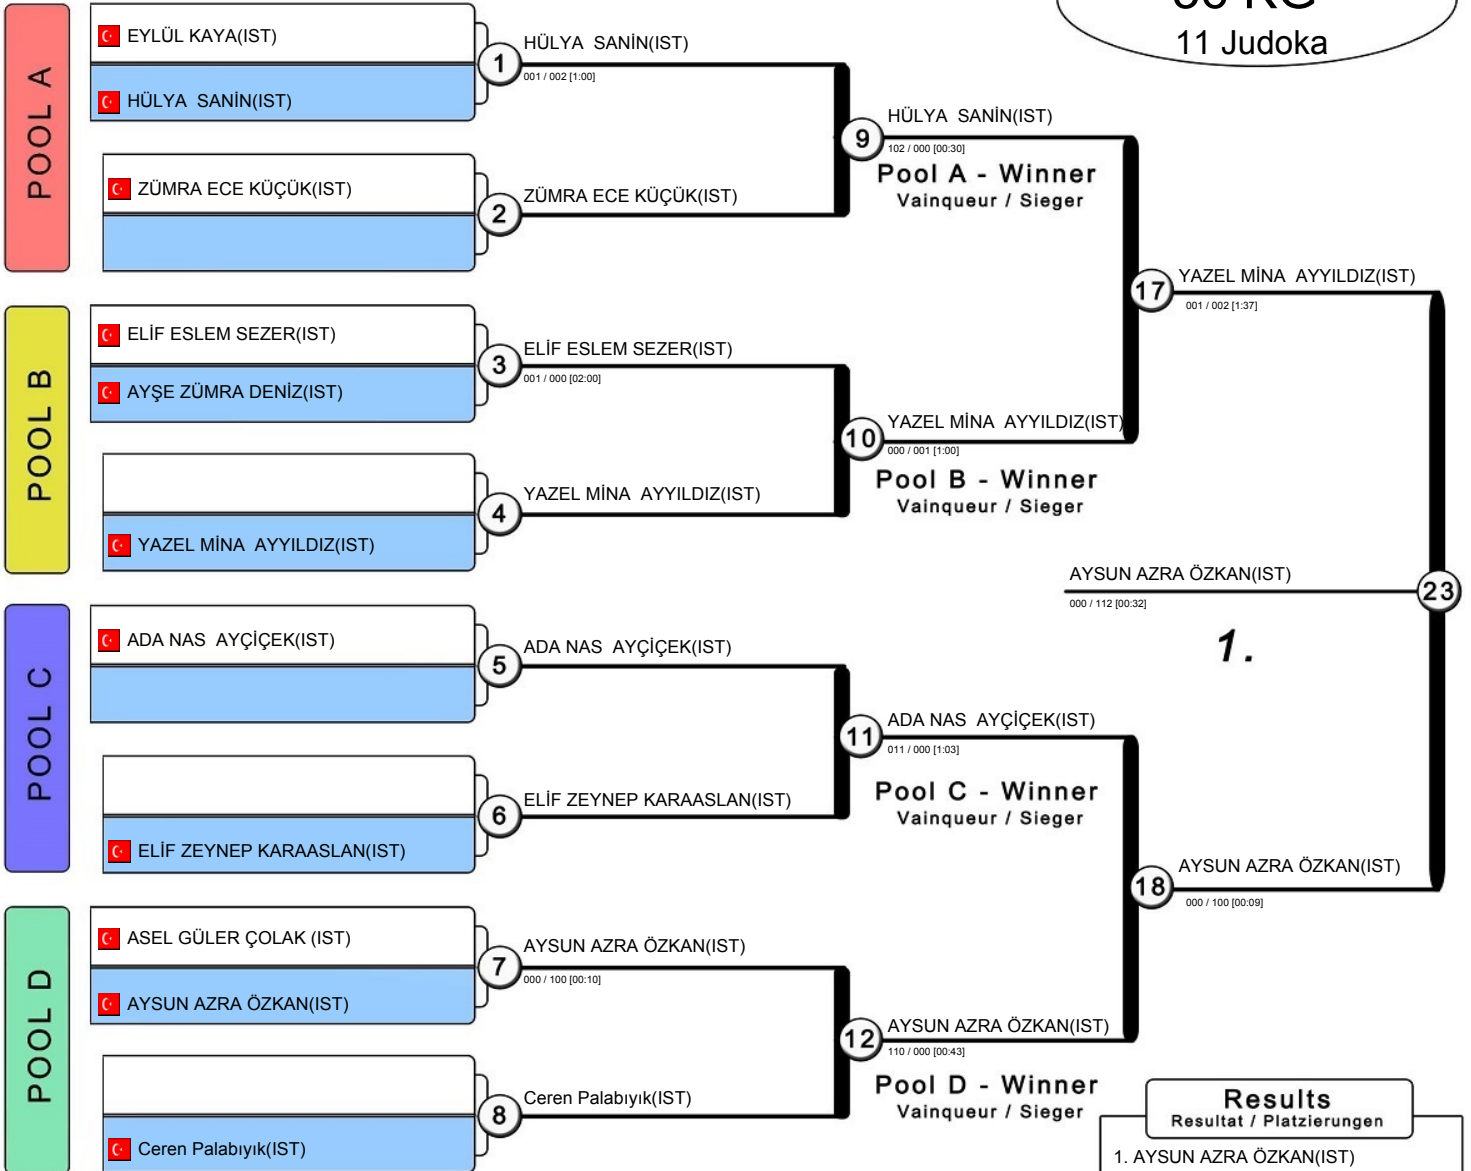 11 Judoka
POOL A
EYLÜL KAYA(IST)
HÜLYA  SANİN(IST)
ZÜMRA ECE KÜÇÜK(IST)
1
HÜLYA  SANİN(IST)
001 / 002 [1:00]
2
ZÜMRA ECE KÜÇÜK(IST)
9
HÜLYA  SANİN(IST)
102 / 000 [00:30]
Pool A - Winner
Vainqueur / Sieger
POOL B
ELİF ESLEM SEZER(IST)
AYŞE ZÜMRA DENİZ(IST)
YAZEL MİNA  AYYILDIZ(IST)
3
ELİF ESLEM SEZER(IST)
001 / 000 [02:00]
4
YAZEL MİNA  AYYILDIZ(IST)
10
YAZEL MİNA  AYYILDIZ(IST)
000 / 001 [1:00]
Pool B - Winner
Vainqueur / Sieger
17
YAZEL MİNA  AYYILDIZ(IST)
001 / 002 [1:37]
AYSUN AZRA ÖZKAN(IST)
000 / 112 [00:32]
23
1.
POOL C
ADA NAS  AYÇİÇEK(IST)
ELİF ZEYNEP KARAASLAN(IST)
5
ADA NAS  AYÇİÇEK(IST)
6
ELİF ZEYNEP KARAASLAN(IST)
11
ADA NAS  AYÇİÇEK(IST)
011 / 000 [1:03]
Pool C - Winner
Vainqueur / Sieger
18
AYSUN AZRA ÖZKAN(IST)
000 / 100 [00:09]
POOL D
ASEL GÜLER ÇOLAK (IST)
AYSUN AZRA ÖZKAN(IST)
Ceren Palabıyık(IST)
7
AYSUN AZRA ÖZKAN(IST)
000 / 100 [00:10]
8
Ceren Palabıyık(IST)
12
AYSUN AZRA ÖZKAN(IST)
110 / 000 [00:43]
Pool D - Winner
Vainqueur / Sieger
Results
Resultat / Platzierungen
1. AYSUN AZRA ÖZKAN(IST)